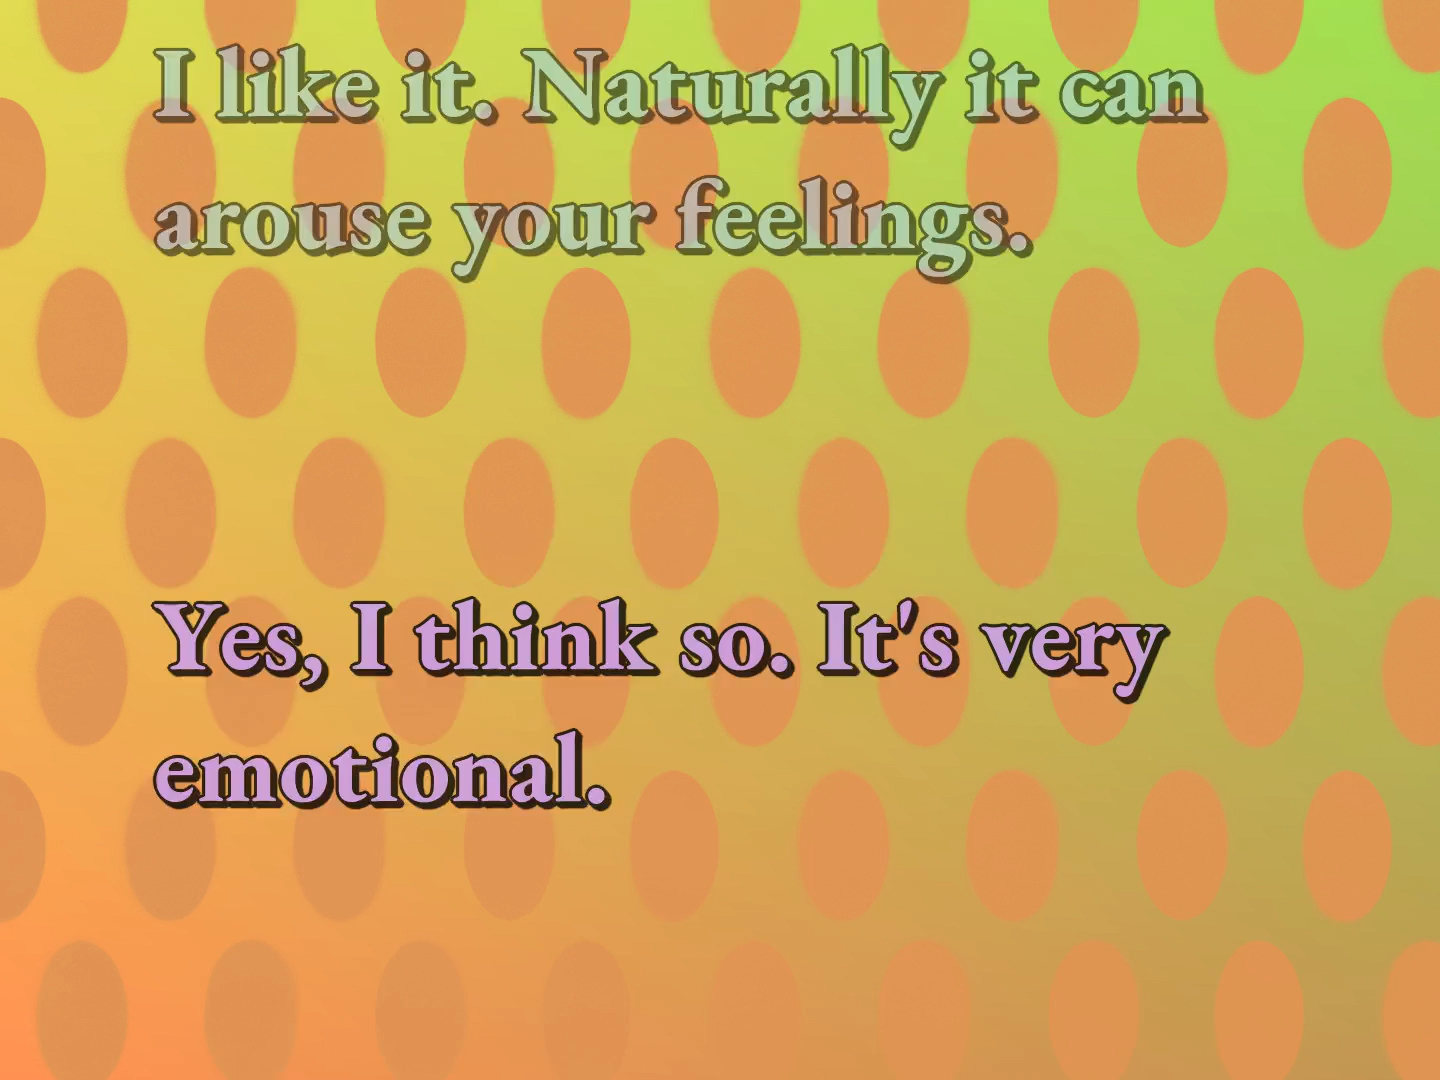 I like it. Naturally it can
arouse your feelings.
Yes, I think so. It's very
emotional.